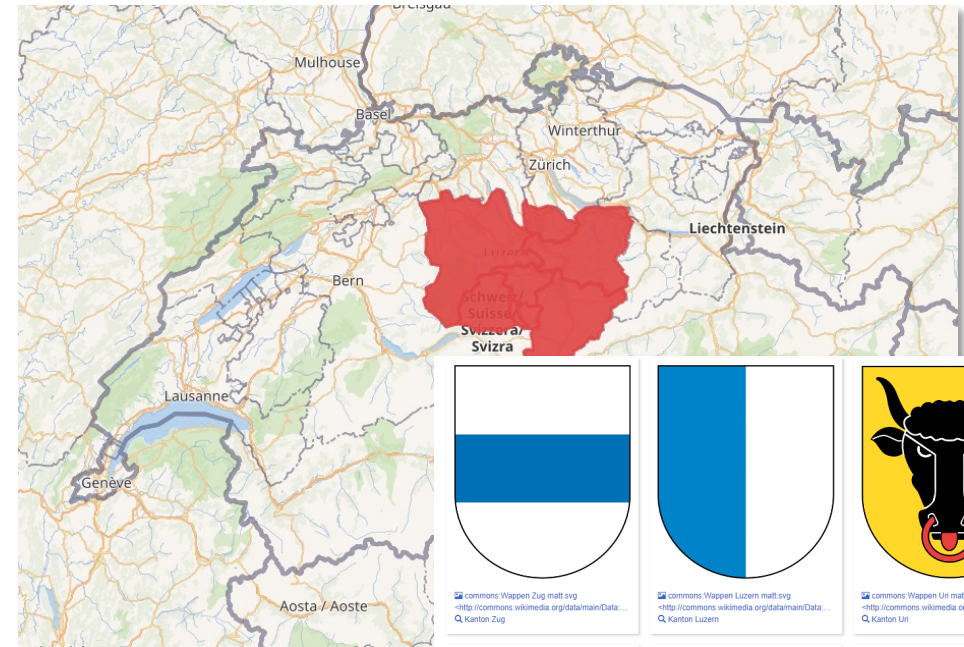 Breisgau
Mulhouse
Basel
Winterthur
Zürich
Liechtenstein
Luzern
Bern
Schweiz/
Suisse/
Svizzera/
Svizra
Lausanne
Genève
Aosta / Aoste
commons:Wappen Zug matt.svg
<http://commons.wikimedia.org/data/main/Data:...
Kanton Zug
commons:Wappen Luzern matt.svg
<http://commons.wikimedia.org/data/main/Data:...
Kanton Luzern
commons:Wappen Uri mat
<http://commons.wikimedia.or
Kanton Uri